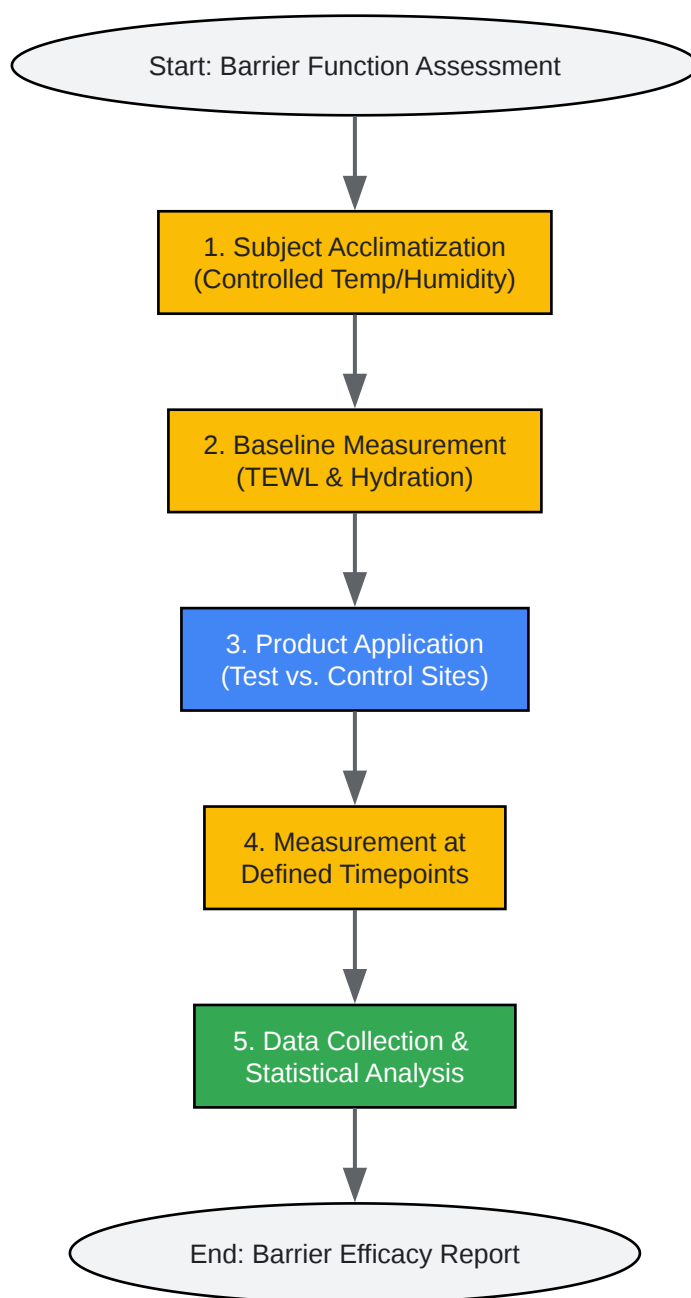 Start: Barrier Function Assessment
1. Subject Acclimatization
(Controlled Temp/Humidity)
2. Baseline Measurement
(TEWL & Hydration)
3. Product Application
(Test vs. Control Sites)
4. Measurement at
Defined Timepoints
5. Data Collection &
Statistical Analysis
End: Barrier Efficacy Report